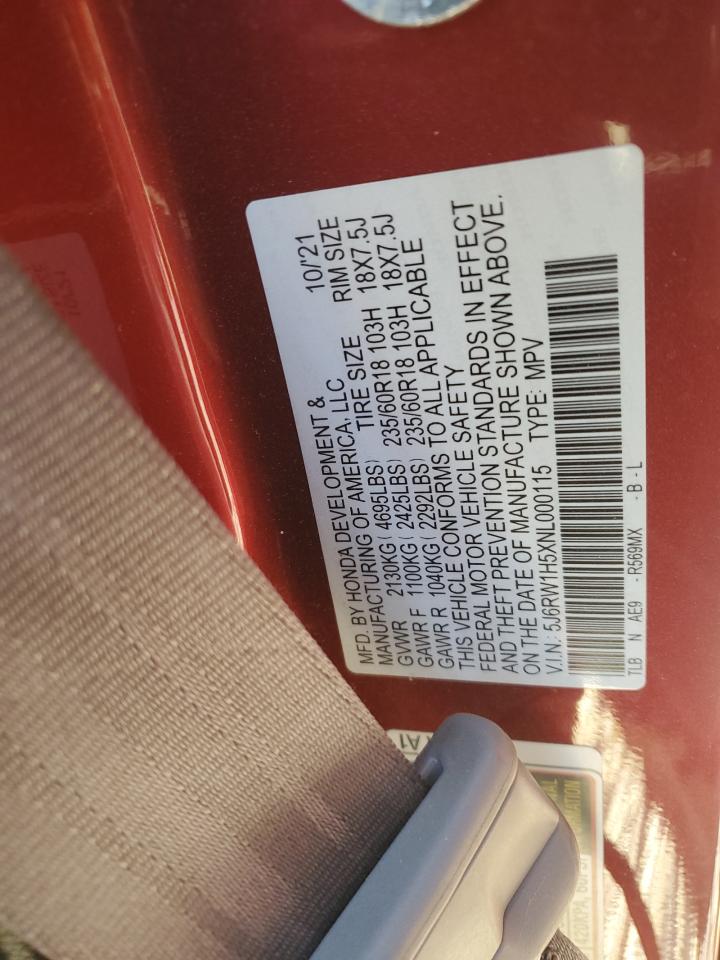 MFD. BY HONDA DEVELOPMENT & 10/'21
MANUFACTURING OF AMERICA, LLC
TIRE SIZE RIM SIZE
GVWR 2130KG ( 4695LBS) 235/60R18 103H 18X7.5J
GAWR F 1100KG ( 2425LBS) 235/60R18 103H 18X7.5J
GAWR R 1040KG ( 2292LBS)
THIS VEHICLE CONFORMS TO ALL APPLICABLE
FEDERAL MOTOR VEHICLE SAFETY
AND THEFT PREVENTION STANDARDS IN EFFECT
ON THE DATE OF MANUFACTURE SHOWN ABOVE.
V.I.N.: 5J6RW1H5XNL000115 TYPE: MPV
TLB N AE9 - R569MX - B - L